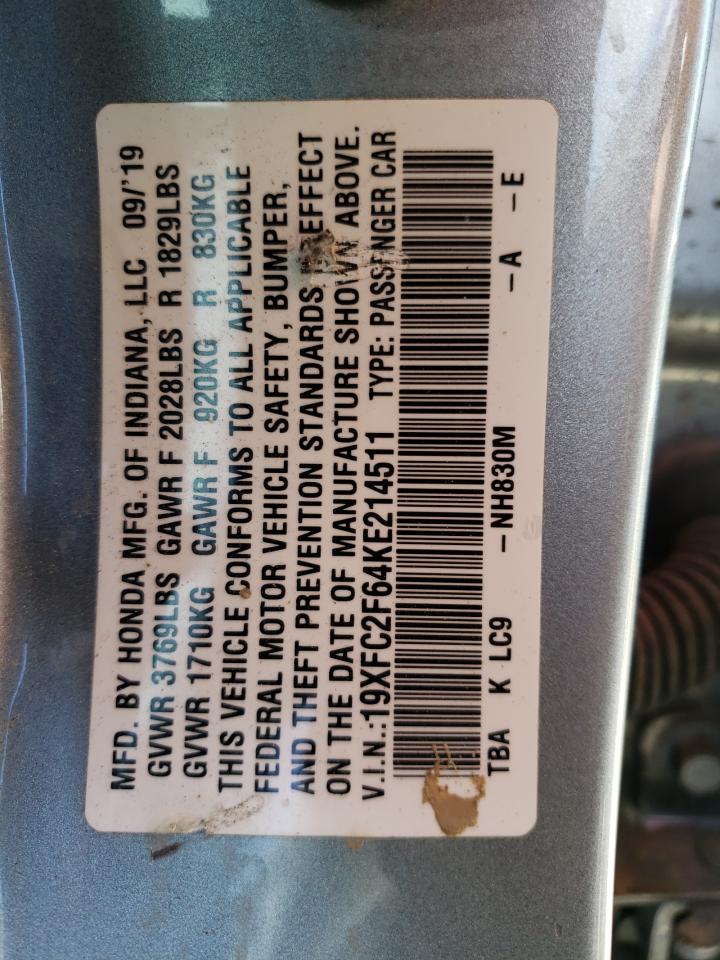 MFD. BY HONDA MFG. OF INDIANA, LLC 09/'19
GVWR 3769LBS GAWR F 2028LBS R 1829LBS
GVWR 1710KG GAWR F 920KG R 830KG
THIS VEHICLE CONFORMS TO ALL APPLICABLE
FEDERAL MOTOR VEHICLE SAFETY, BUMPER,
AND THEFT PREVENTION STANDARDS EFFECT
ON THE DATE OF MANUFACTURE SHOWN ABOVE.
V.I.N.:19XFC2F64KE214511 TYPE: PASSENGER CAR
TBA K LC9 -NH830M -A -E